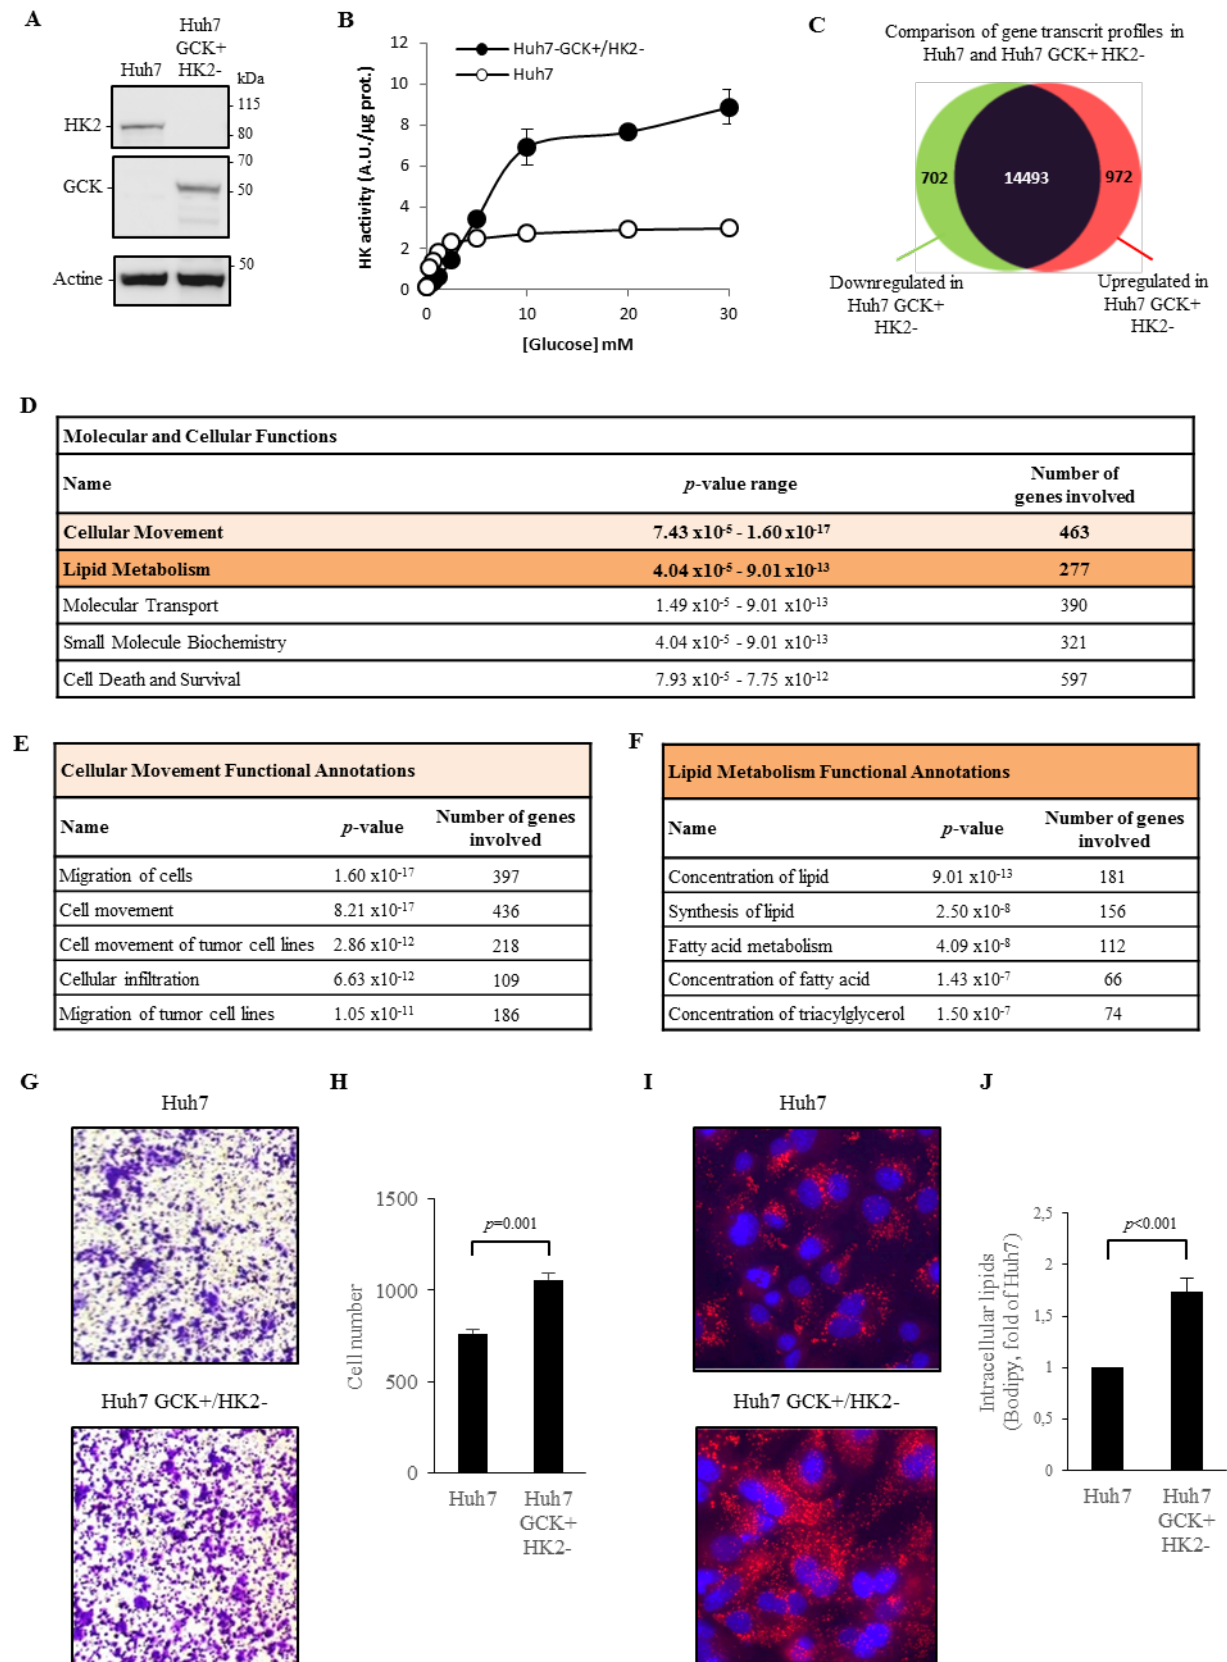 A
Huh7
Huh7
GCK+
HK2-
kDa
115
HK2
80
70
GCK
50
50
Actine
B
12
10
8
6
4
2
0
HK activity (A.U./µg prot.)
Huh7-GCK+/HK2-
Huh7
0 10 20 30
[Glucose] mM
C
Comparison of gene transcrit profiles in
Huh7 and Huh7 GCK+ HK2-
702 14493 972
Downregulated in
Huh7 GCK+
HK2-
Upregulated in
Huh7 GCK+
HK2-
D
Molecular and Cellular Functions
Name p-value range Number of genes involved
Cellular Movement 7.43 x10⁻⁵ - 1.60 x10⁻¹⁷ 463
Lipid Metabolism 4.04 x10⁻⁵ - 9.01 x10⁻¹³ 277
Molecular Transport 1.49 x10⁻⁵ - 9.01 x10⁻¹³ 390
Small Molecule Biochemistry 4.04 x10⁻⁵ - 9.01 x10⁻¹³ 321
Cell Death and Survival 7.93 x10⁻⁵ - 7.75 x10⁻¹² 597
E
Cellular Movement Functional Annotations
Name p-value Number of genes involved
Migration of cells 1.60 x10⁻¹⁷ 397
Cell movement 8.21 x10⁻¹⁷ 436
Cell movement of tumor cell lines 2.86 x10⁻¹² 218
Cellular infiltration 6.63 x10⁻¹² 109
Migration of tumor cell lines 1.05 x10⁻¹¹ 186
F
Lipid Metabolism Functional Annotations
Name p-value Number of genes involved
Concentration of lipid 9.01 x10⁻¹³ 181
Synthesis of lipid 2.50 x10⁻⁸ 156
Fatty acid metabolism 4.09 x10⁻⁸ 112
Concentration of fatty acid 1.43 x10⁻⁷ 66
Concentration of triacylglycerol 1.50 x10⁻⁷ 74
G
Huh7
Huh7 GCK+/HK2-
H
1500
1000
500
0
Cell number
p=0.001
Huh7
Huh7
GCK+
HK2-
I
Huh7
Huh7 GCK+/HK2-
J
2,5
2
1,5
1
0,5
0
Intracellular lipids
(Bodipy, fold of Huh7)
p<0.001
Huh7
Huh7
GCK+
HK2-